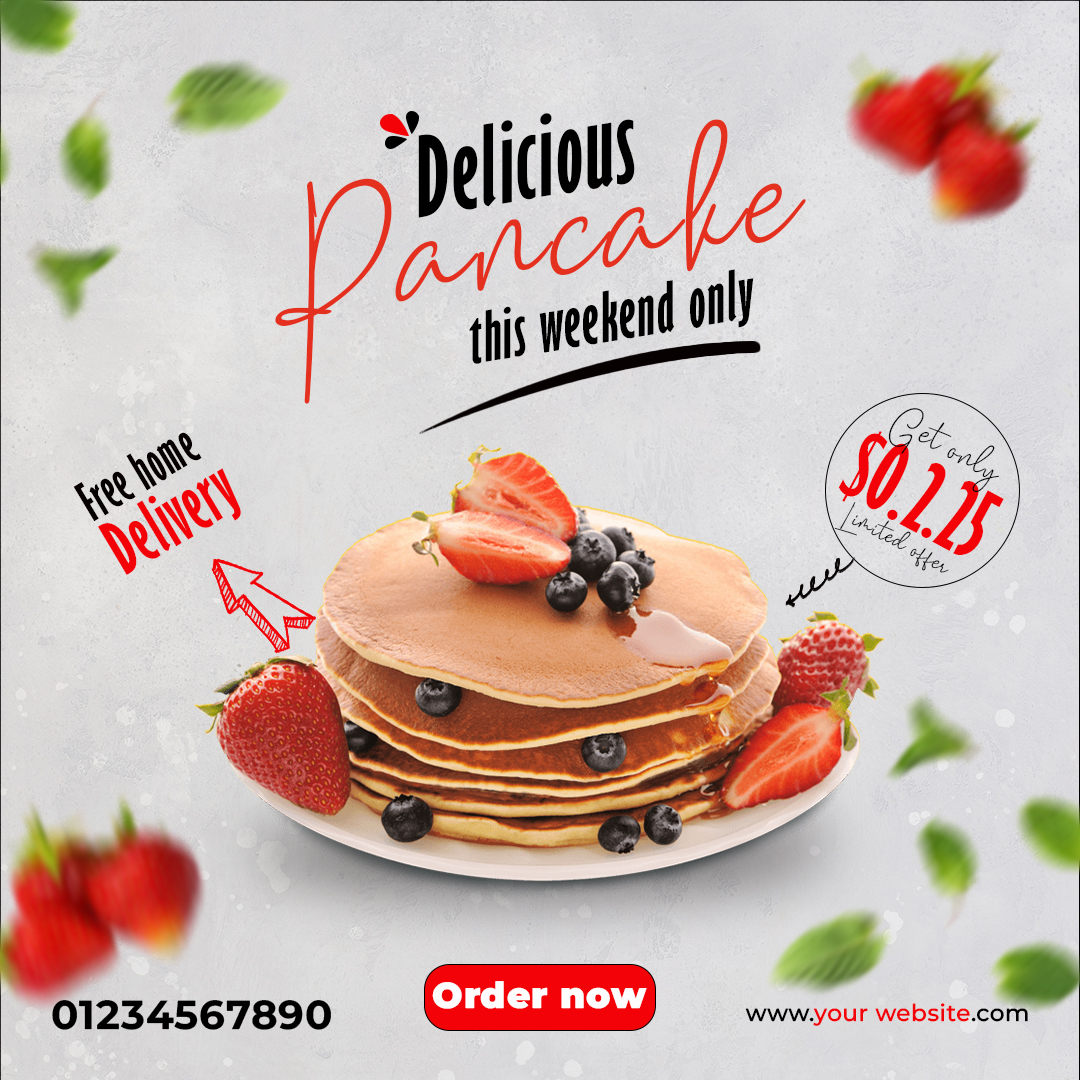 Delicious
Pancake
this weekend only
Free home
Delivery
Get only
$0.2.25
Limited offer
01234567890
Order now
www.your website.com